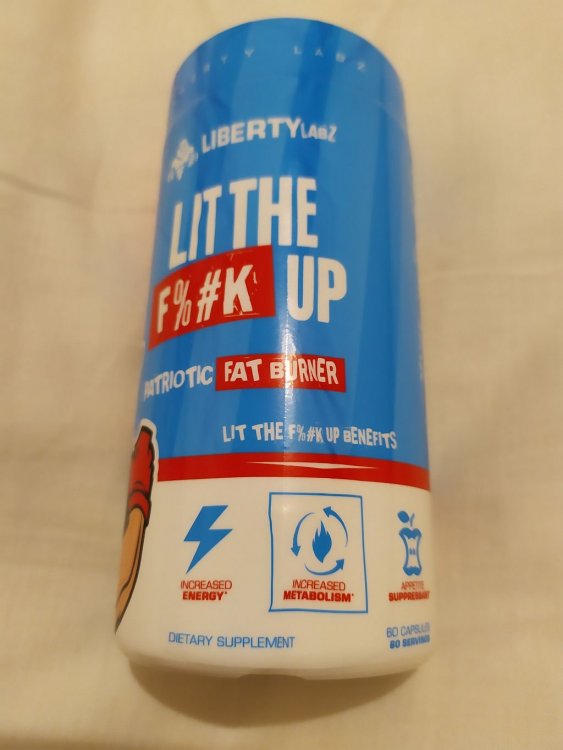 LIBERTY LABZ
LIT THE
F%#K UP
PATRIOTIC FAT BURNER
LIT THE F%#K UP BENEFITS
INCREASED
ENERGY*
INCREASED
METABOLISM*
APPETITE
SUPPRESSANT
DIETARY SUPPLEMENT
60 CAPSULES
60 SERVINGS